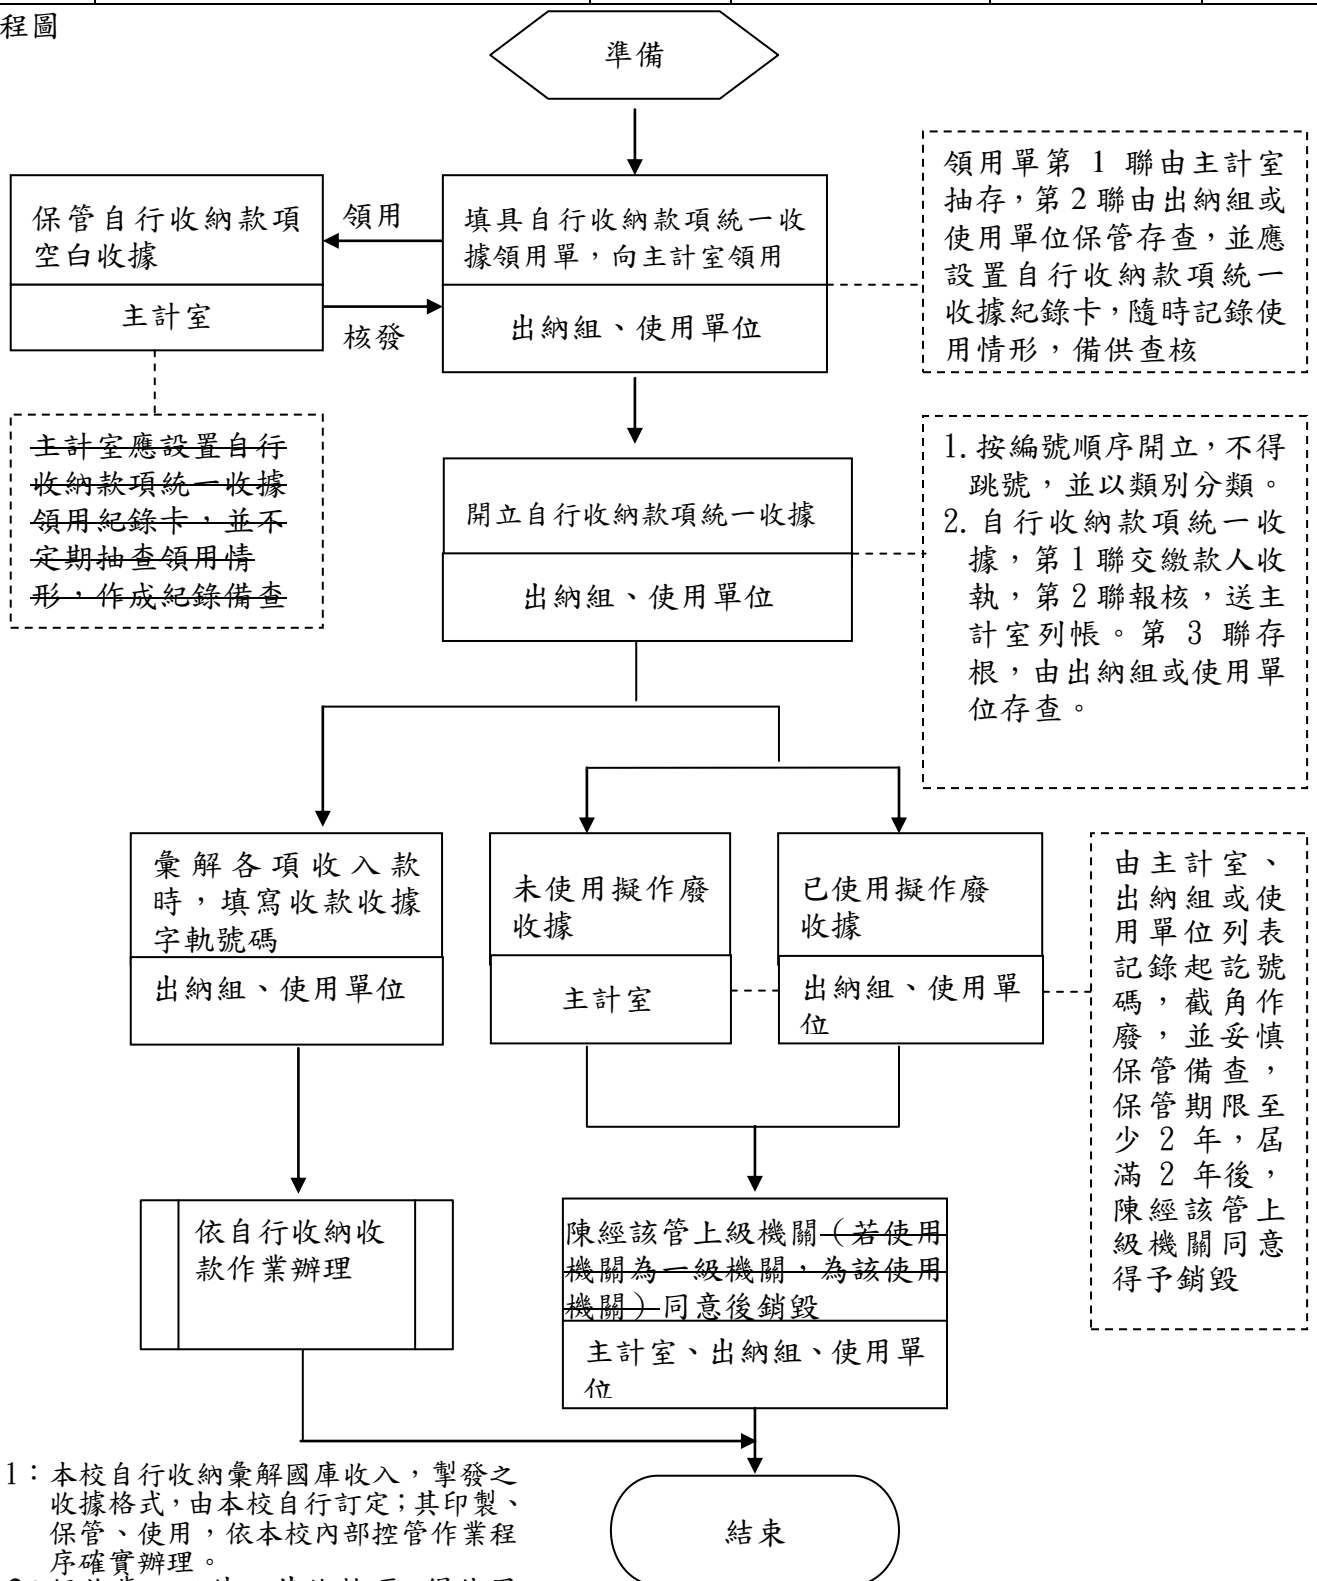 程圖
準備
保管自行收納款項
空白收據
主計室
領用
核發
填具自行收納款項統一收
據領用單，向主計室領用
出納組、使用單位
領用單第 1 聯由主計室
抽存，第 2 聯由出納組或
使用單位保管存查，並應
設置自行收納款項統一
收據紀錄卡，隨時記錄使
用情形，備供查核
主計室應設置自行
收納款項統一收據
領用紀錄卡，並不
定期抽查領用情
形，作成紀錄備查
開立自行收納款項統一收據
出納組、使用單位
1. 按編號順序開立，不得
跳號，並以類別分類。
2. 自行收納款項統一收
據，第 1 聯交繳款人收
執，第 2 聯報核，送主
計室列帳。第 3 聯存
根，由出納組或使用單
位存查。
彙解各項收入款
時，填寫收款收據
字軌號碼
出納組、使用單位
未使用擬作廢
收據
主計室
已使用擬作廢
收據
出納組、使用單
位
由主計室、
出納組或使
用單位列表
記錄起訖號
碼，截角作
廢，並妥慎
保管備查，
保管期限至
少 2 年，屆
滿 2 年後，
陳經該管上
級機關同意
得予銷毀
依自行收納收
款作業辦理
陳經該管上級機關（若使用
機關為一級機關，為該使用
機關）同意後銷毀
主計室、出納組、使用單
位
1：本校自行收納彙解國庫收入，掣發之
收據格式，由本校自行訂定；其印製、
保管、使用，依本校內部控管作業程
序確實辦理。
結束